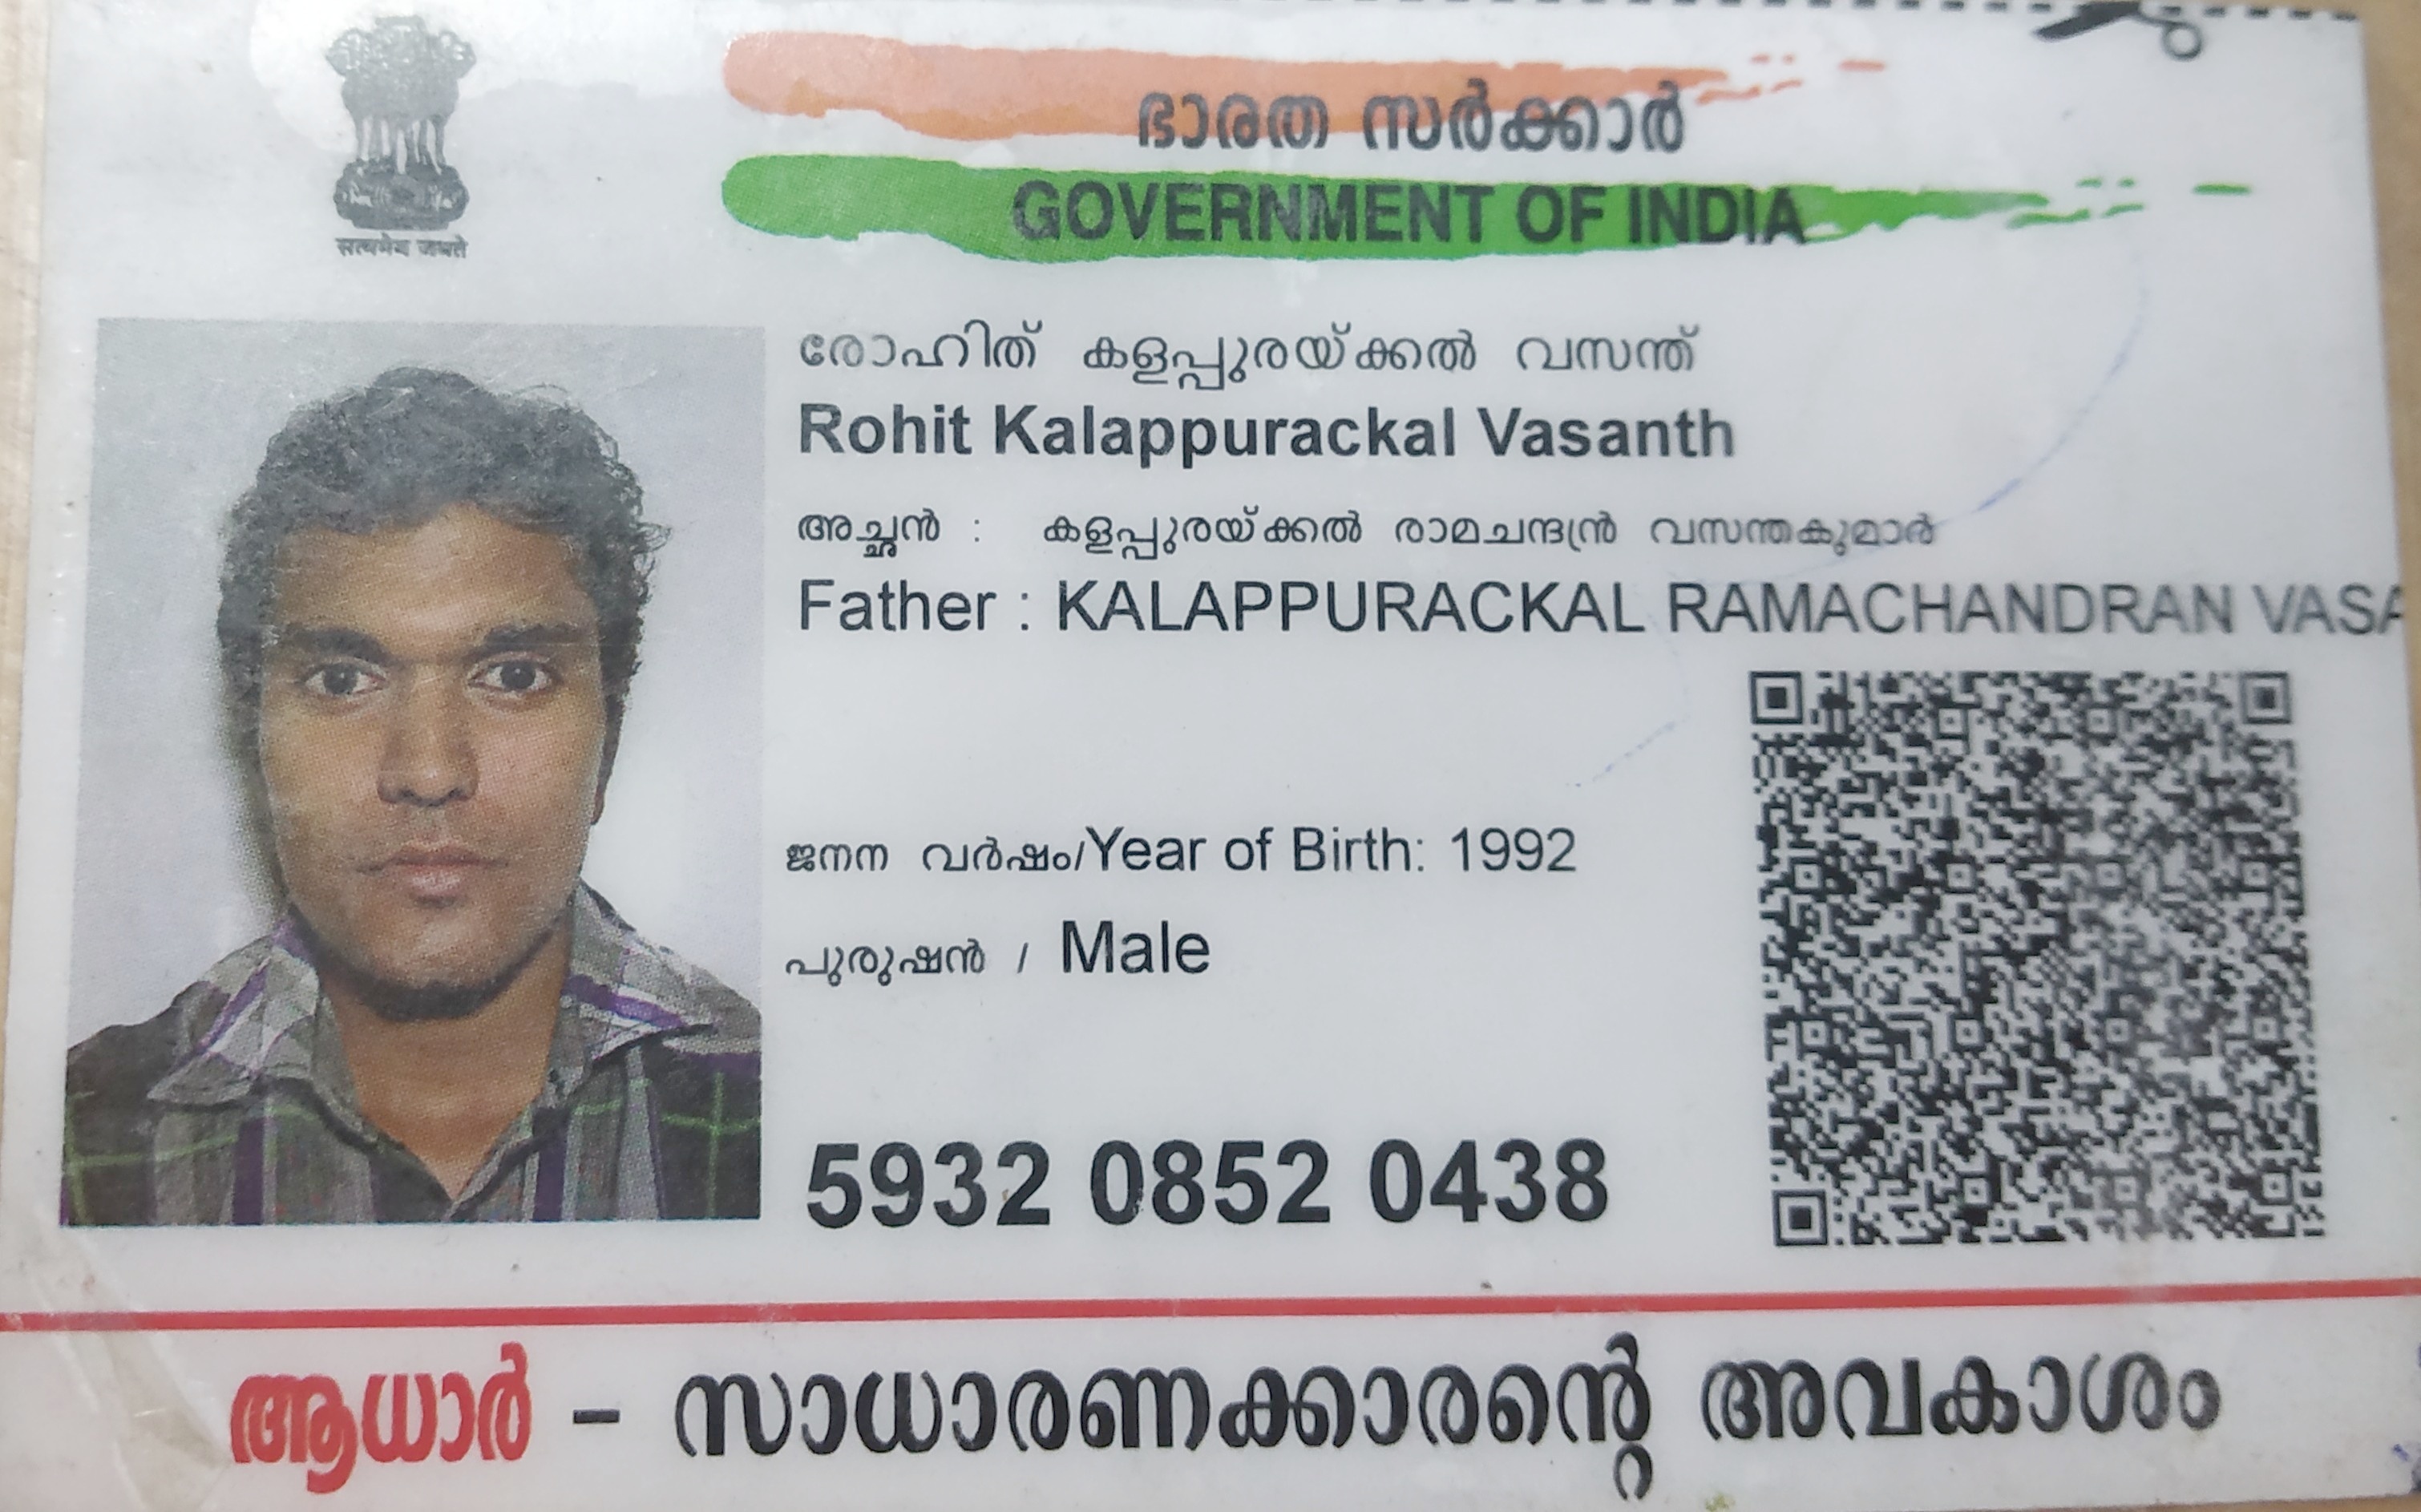 सत्यमेव जयते
ഭാരത സർക്കാർ
GOVERNMENT OF INDIA
രോഹിത് കളപ്പുരയ്ക്കൽ വസന്ത്
Rohit Kalappurackal Vasanth
അച്ഛൻ : കളപ്പുരയ്ക്കൽ രാമചന്ദ്രൻ വസന്തകുമാർ
Father : KALAPPURACKAL RAMACHANDRAN VASA
ജനന വർഷം/Year of Birth: 1992
പുരുഷൻ / Male
5932 0852 0438
ആധാർ – സാധാരണക്കാരന്റെ അവകാശം